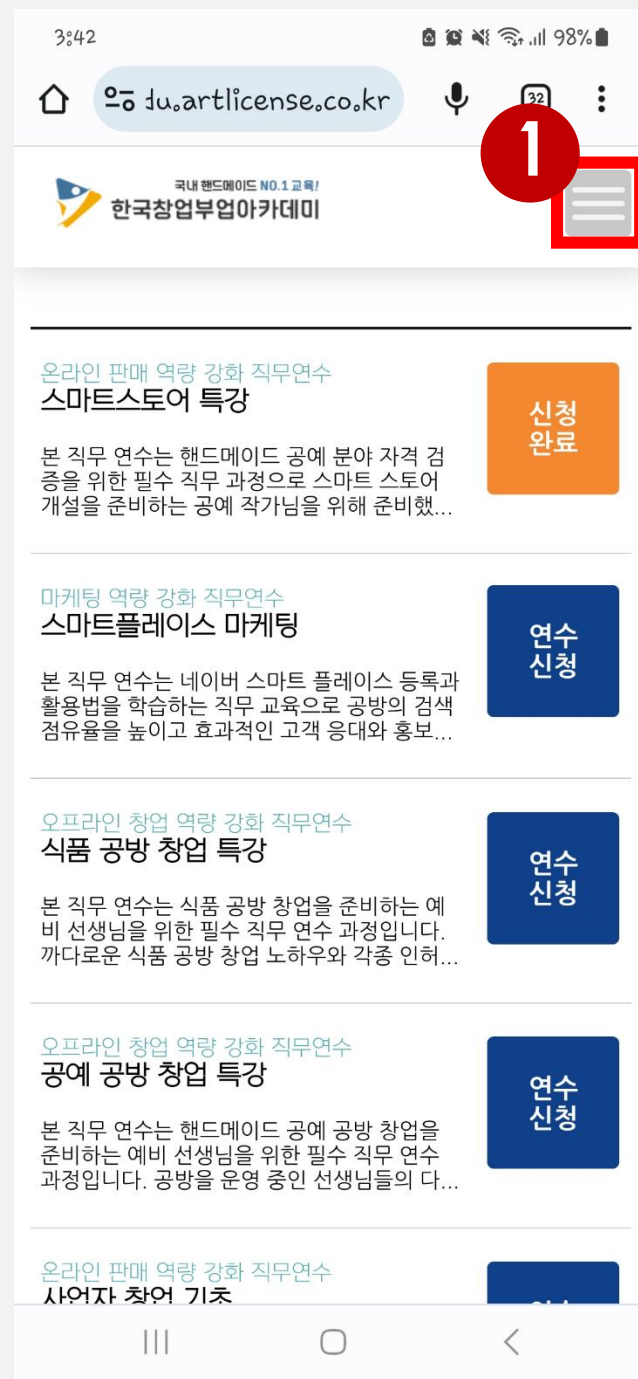 3:42
98%
du.artlicense.co.kr
32
1
국내 핸드메이드 NO.1 교육!
한국창업부업아카데미
온라인 판매 역량 강화 직무연수
스마트스토어 특강
신청
완료
본 직무 연수는 핸드메이드 공예 분야 자격 검
증을 위한 필수 직무 과정으로 스마트 스토어
개설을 준비하는 공예 작가님을 위해 준비했...
마케팅 역량 강화 직무연수
스마트플레이스 마케팅
연수
신청
본 직무 연수는 네이버 스마트 플레이스 등록과
활용법을 학습하는 직무 교육으로 공방의 검색
점유율을 높이고 효과적인 고객 응대와 홍보...
오프라인 창업 역량 강화 직무연수
식품 공방 창업 특강
연수
신청
본 직무 연수는 식품 공방 창업을 준비하는 예
비 선생님을 위한 필수 직무 연수 과정입니다.
까다로운 식품 공방 창업 노하우와 각종 인허...
오프라인 창업 역량 강화 직무연수
공예 공방 창업 특강
연수
신청
본 직무 연수는 핸드메이드 공예 공방 창업을
준비하는 예비 선생님을 위한 필수 직무 연수
과정입니다. 공방을 운영 중인 선생님들의 다...
온라인 판매 역량 강화 직무연수
사업자 창업 기초